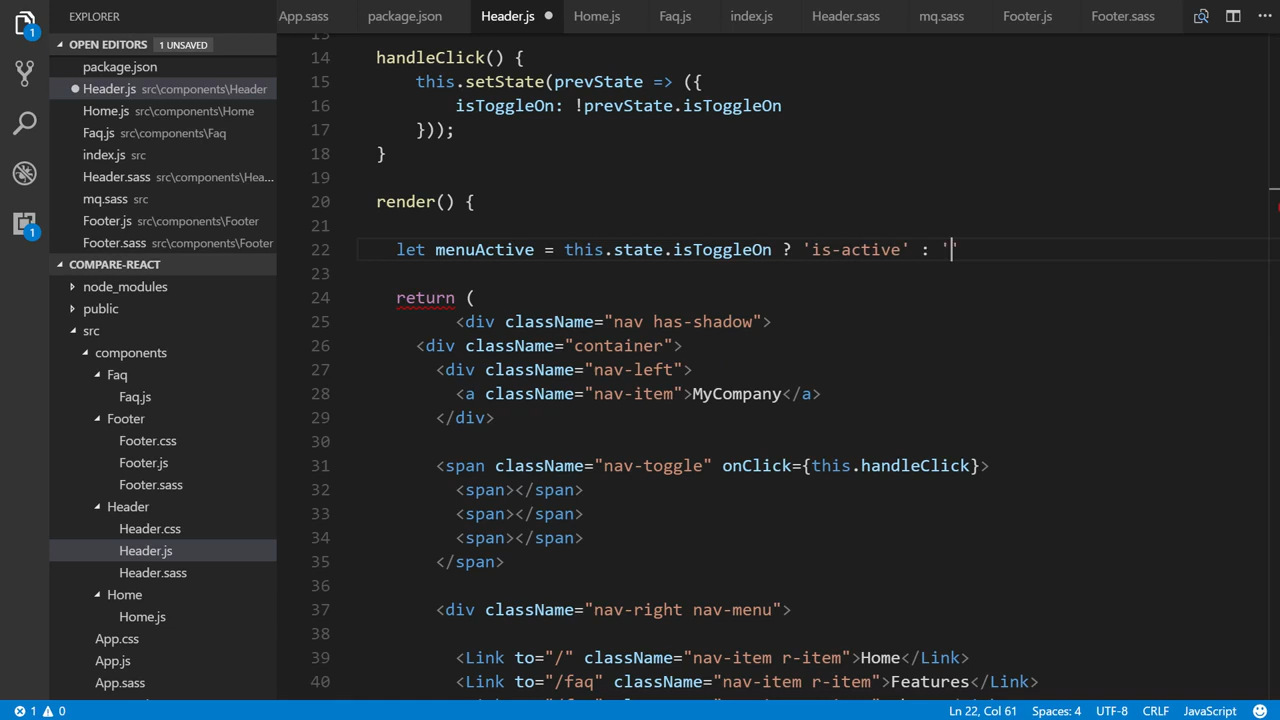 EXPLORER
App.sass
package.json
Header.js
Home.js
Faq.js
index.js
Header.sass
mq.sass
Footer.js
Footer.sass
1
1
OPEN EDITORS 1 UNSAVED
package.json
Header.js src\components\Header
Home.js src\components\Home
Faq.js src\components\Faq
index.js src
Header.sass src\components\Hea...
mq.sass src
Footer.js src\components\Footer
Footer.sass src\components\Footer
COMPARE-REACT
node_modules
public
src
components
Faq
Faq.js
Footer
Footer.css
Footer.js
Footer.sass
Header
Header.css
Header.js
Header.sass
Home
Home.js
App.css
App.js
App.sass
13
14 handleClick() {
15 this.setState(prevState => ({
16 isToggleOn: !prevState.isToggleOn
17 }));
18 }
19
20 render() {
21
22 let menuActive = this.state.isToggleOn ? 'is-active' : ''
23
24 return (
25 <div className="nav has-shadow">
26 <div className="container">
27 <div className="nav-left">
28 <a className="nav-item">MyCompany</a>
29 </div>
30
31 <span className="nav-toggle" onClick={this.handleClick}>
32 <span></span>
33 <span></span>
34 <span></span>
35 </span>
36
37 <div className="nav-right nav-menu">
38
39 <Link to="/" className="nav-item r-item">Home</Link>
40 <Link to="/faq" className="nav-item r-item">Features</Link>
1 0
Ln 22, Col 61 Spaces: 4 UTF-8 CRLF JavaScript